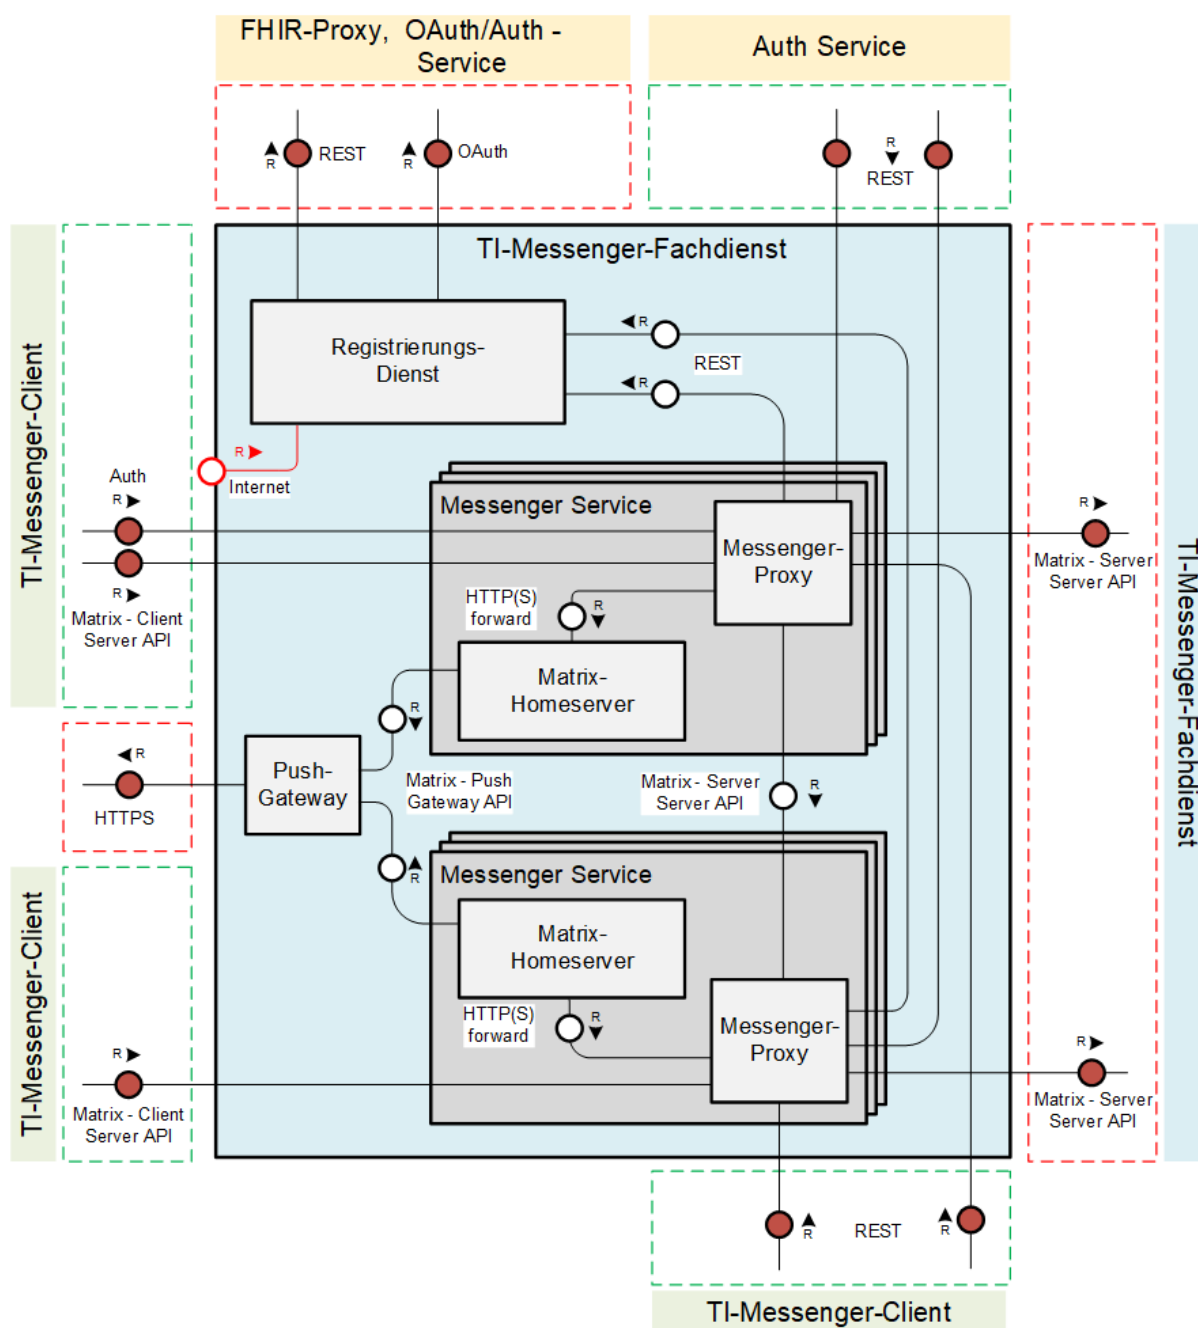 FHIR-Proxy, OAuth/Auth -
Service
Auth Service
R
REST
R
OAuth
R
REST
TI-Messenger-Fachdienst
TI-Messenger-Client
Registrierungs-
Dienst
R
REST
R
R
Internet
Auth
R
R
Matrix - Client
Server API
Messenger Service
Messenger-
Proxy
HTTP(S)
forward
R
Matrix-
Homeserver
R
Matrix - Server
Server API
TI-Messenger-Fachdienst
R
HTTPS
Push-
Gateway
R
Matrix - Push
Gateway API
R
Matrix - Server
Server API
R
TI-Messenger-Client
R
Matrix - Client
Server API
Messenger Service
Matrix-
Homeserver
HTTP(S)
forward
R
Messenger-
Proxy
R
Matrix - Server
Server API
R
REST
R
TI-Messenger-Client